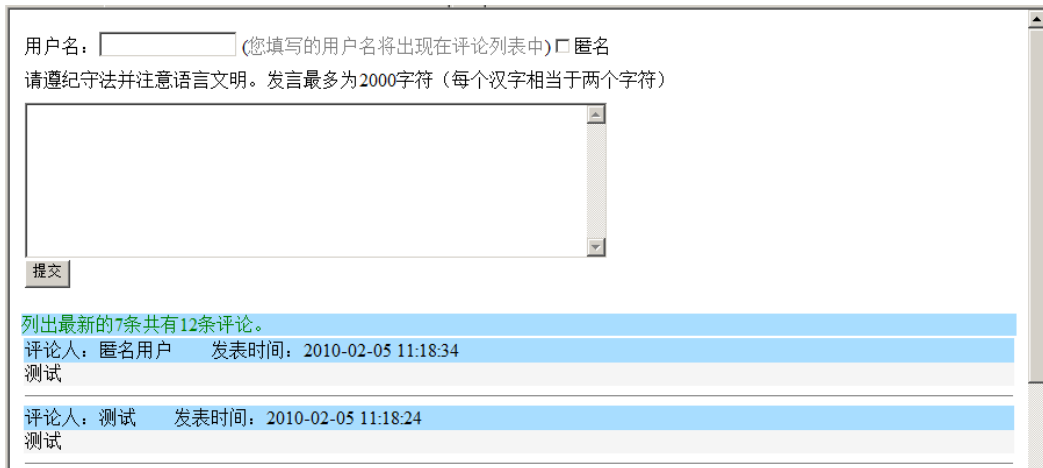 用户名： (您填写的用户名将出现在评论列表中) 匿名
请遵纪守法并注意语言文明。发言最多为2000字符（每个汉字相当于两个字符）
提交
列出最新的7条共有12条评论。
评论人：匿名用户 发表时间：2010-02-05 11:18:34
测试
评论人：测试 发表时间：2010-02-05 11:18:24
测试